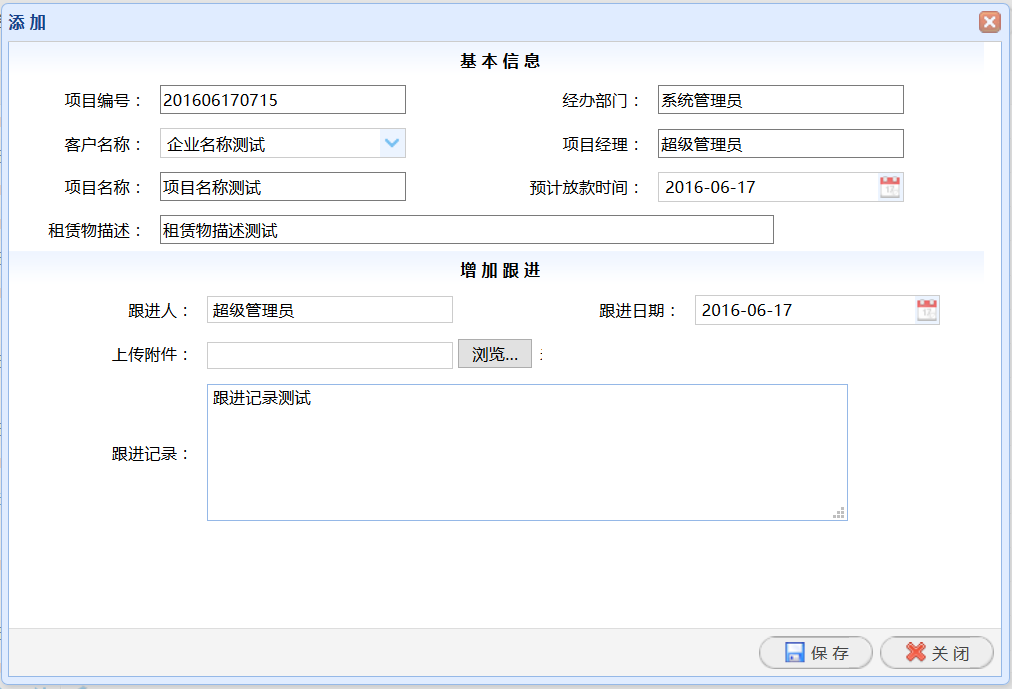 添加
基本信息
项目编号： 201606170715 经办部门： 系统管理员
客户名称： 企业名称测试 项目经理： 超级管理员
项目名称： 项目名称测试 预计放款时间： 2016-06-17
租赁物描述： 租赁物描述测试
增加跟进
跟进人： 超级管理员 跟进日期： 2016-06-17
上传附件： 浏览...
跟进记录测试
跟进记录：
保存 关闭